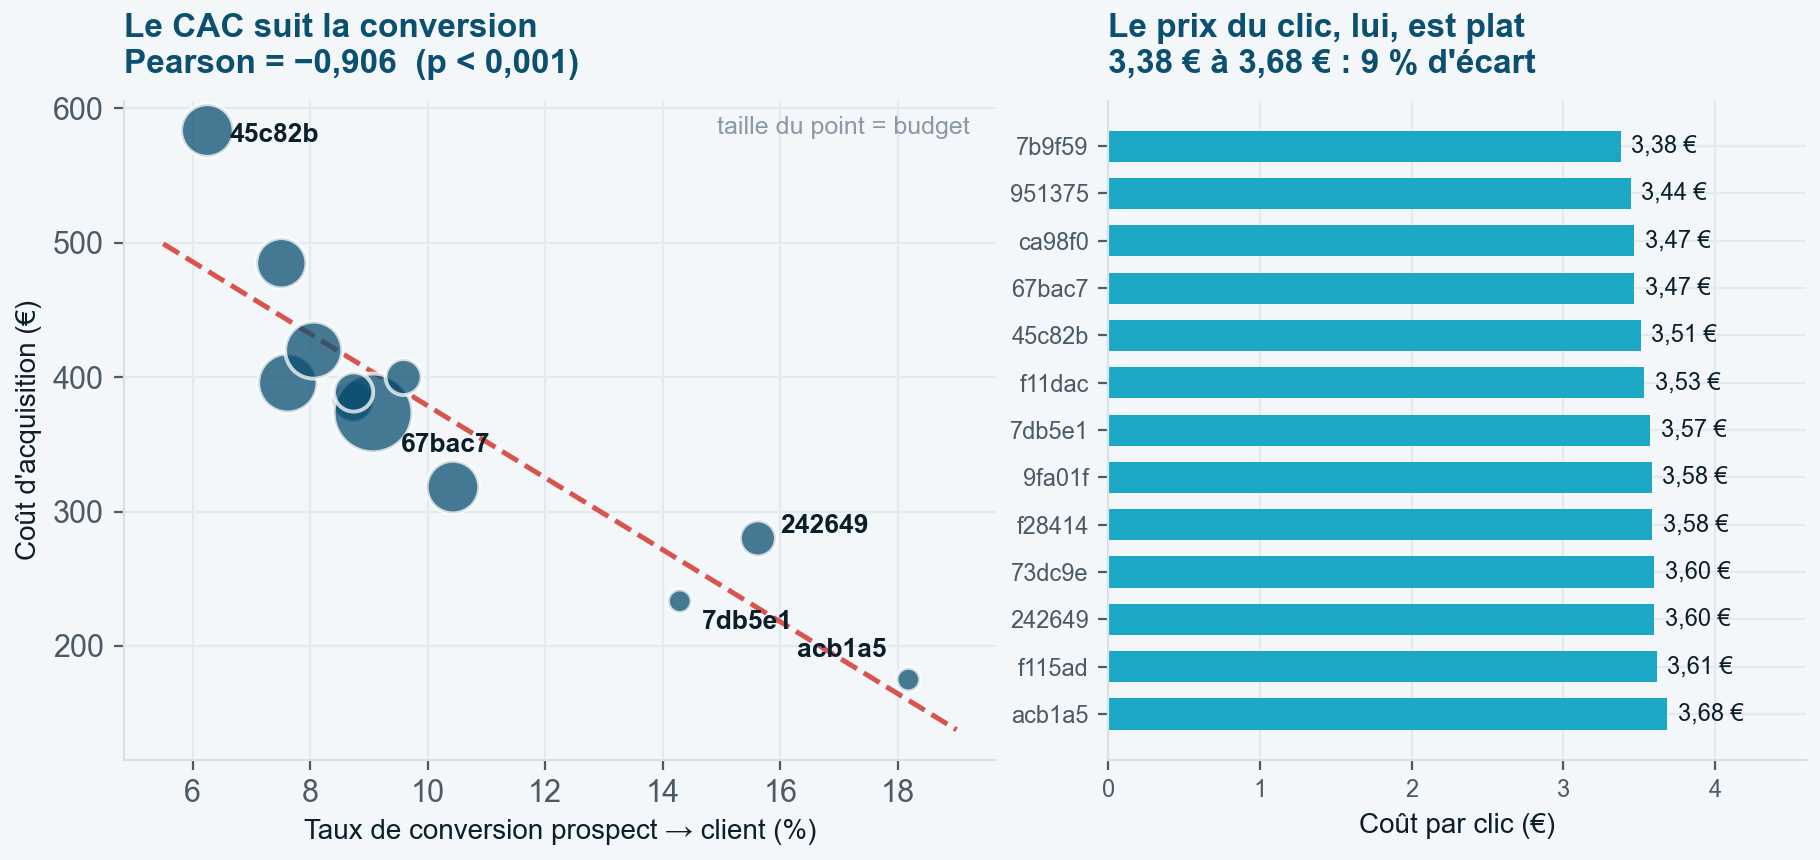 Le CAC suit la conversion
Pearson = −0,906  (p < 0,001)
taille du point = budget
600
500
400
300
200
Coût d'acquisition (€)
45c82b
67bac7
242649
7db5e1
acb1a5
6
8
10
12
14
16
18
Taux de conversion prospect → client (%)
Le prix du clic, lui, est plat
3,38 € à 3,68 € : 9 % d'écart
7b9f59 3,38 €
951375 3,44 €
ca98f0 3,47 €
67bac7 3,47 €
45c82b 3,51 €
f11dac 3,53 €
7db5e1 3,57 €
9fa01f 3,58 €
f28414 3,58 €
73dc9e 3,60 €
242649 3,60 €
f115ad 3,61 €
acb1a5 3,68 €
0
1
2
3
4
Coût par clic (€)